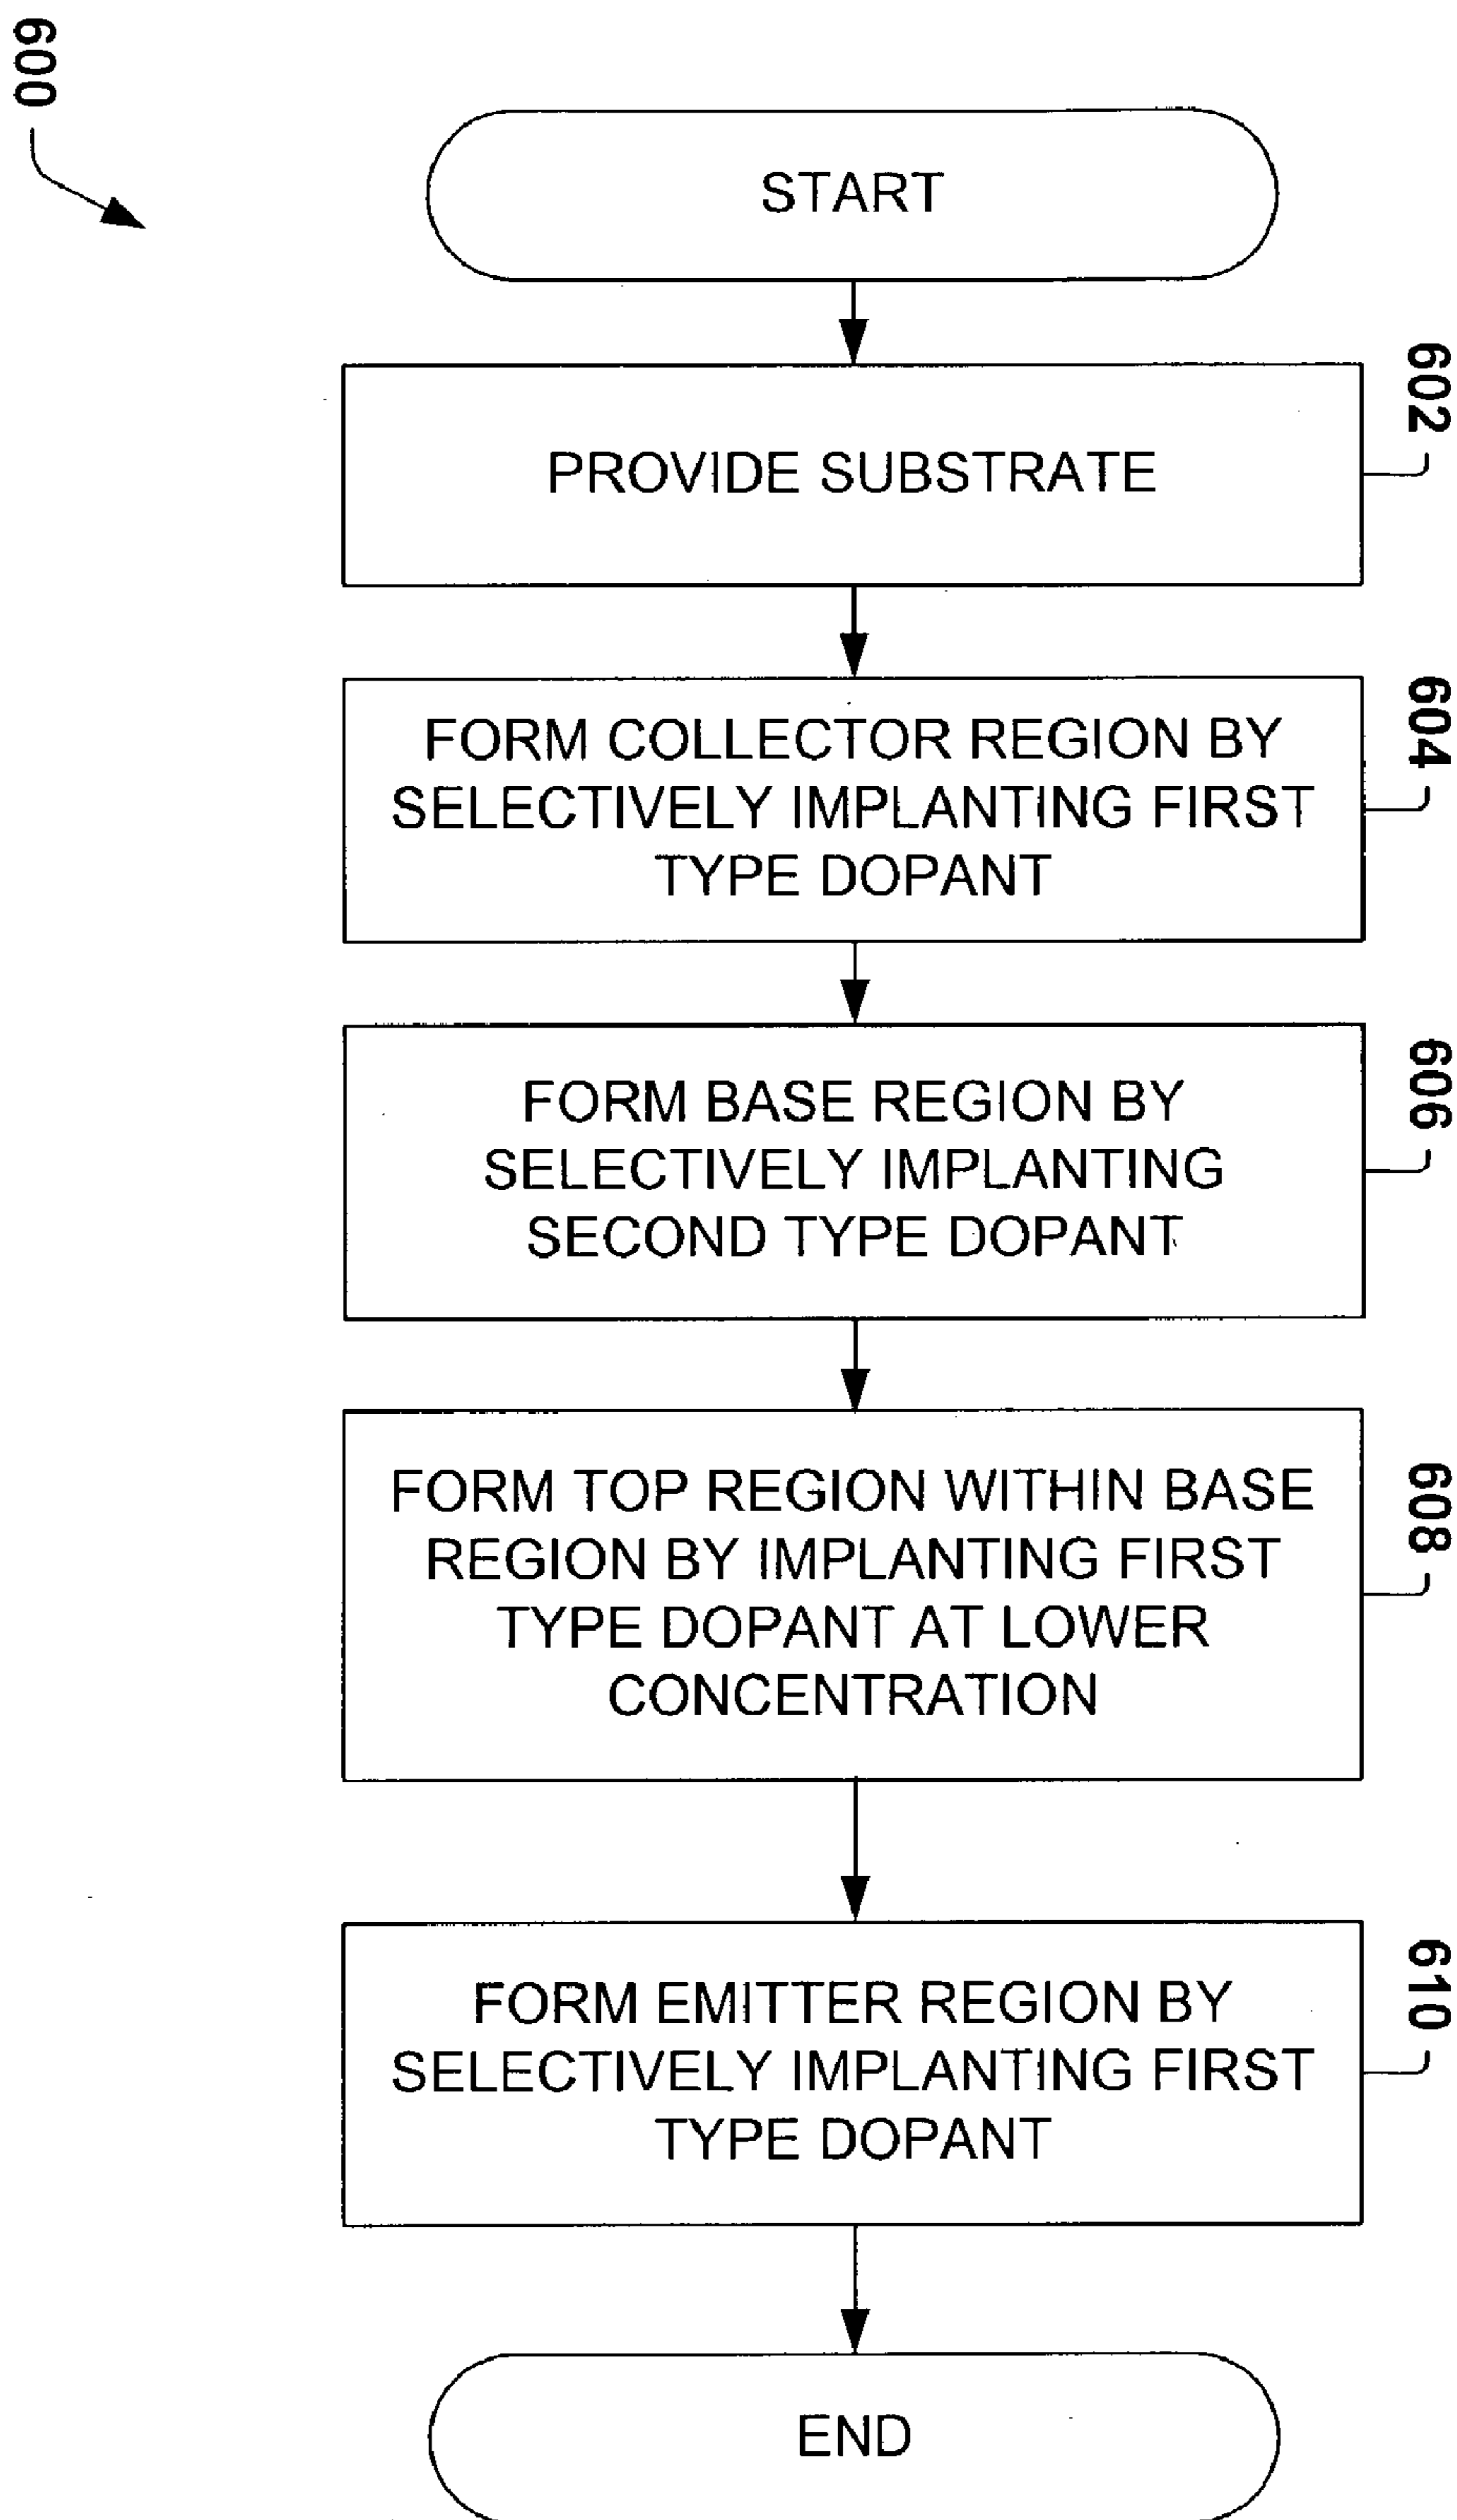 600
START
602
PROVIDE SUBSTRATE
604
FORM COLLECTOR REGION BY
SELECTIVELY IMPLANTING FIRST
TYPE DOPANT
606
FORM BASE REGION BY
SELECTIVELY IMPLANTING
SECOND TYPE DOPANT
608
FORM TOP REGION WITHIN BASE
REGION BY IMPLANTING FIRST
TYPE DOPANT AT LOWER
CONCENTRATION
610
FORM EMITTER REGION BY
SELECTIVELY IMPLANTING FIRST
TYPE DOPANT
END